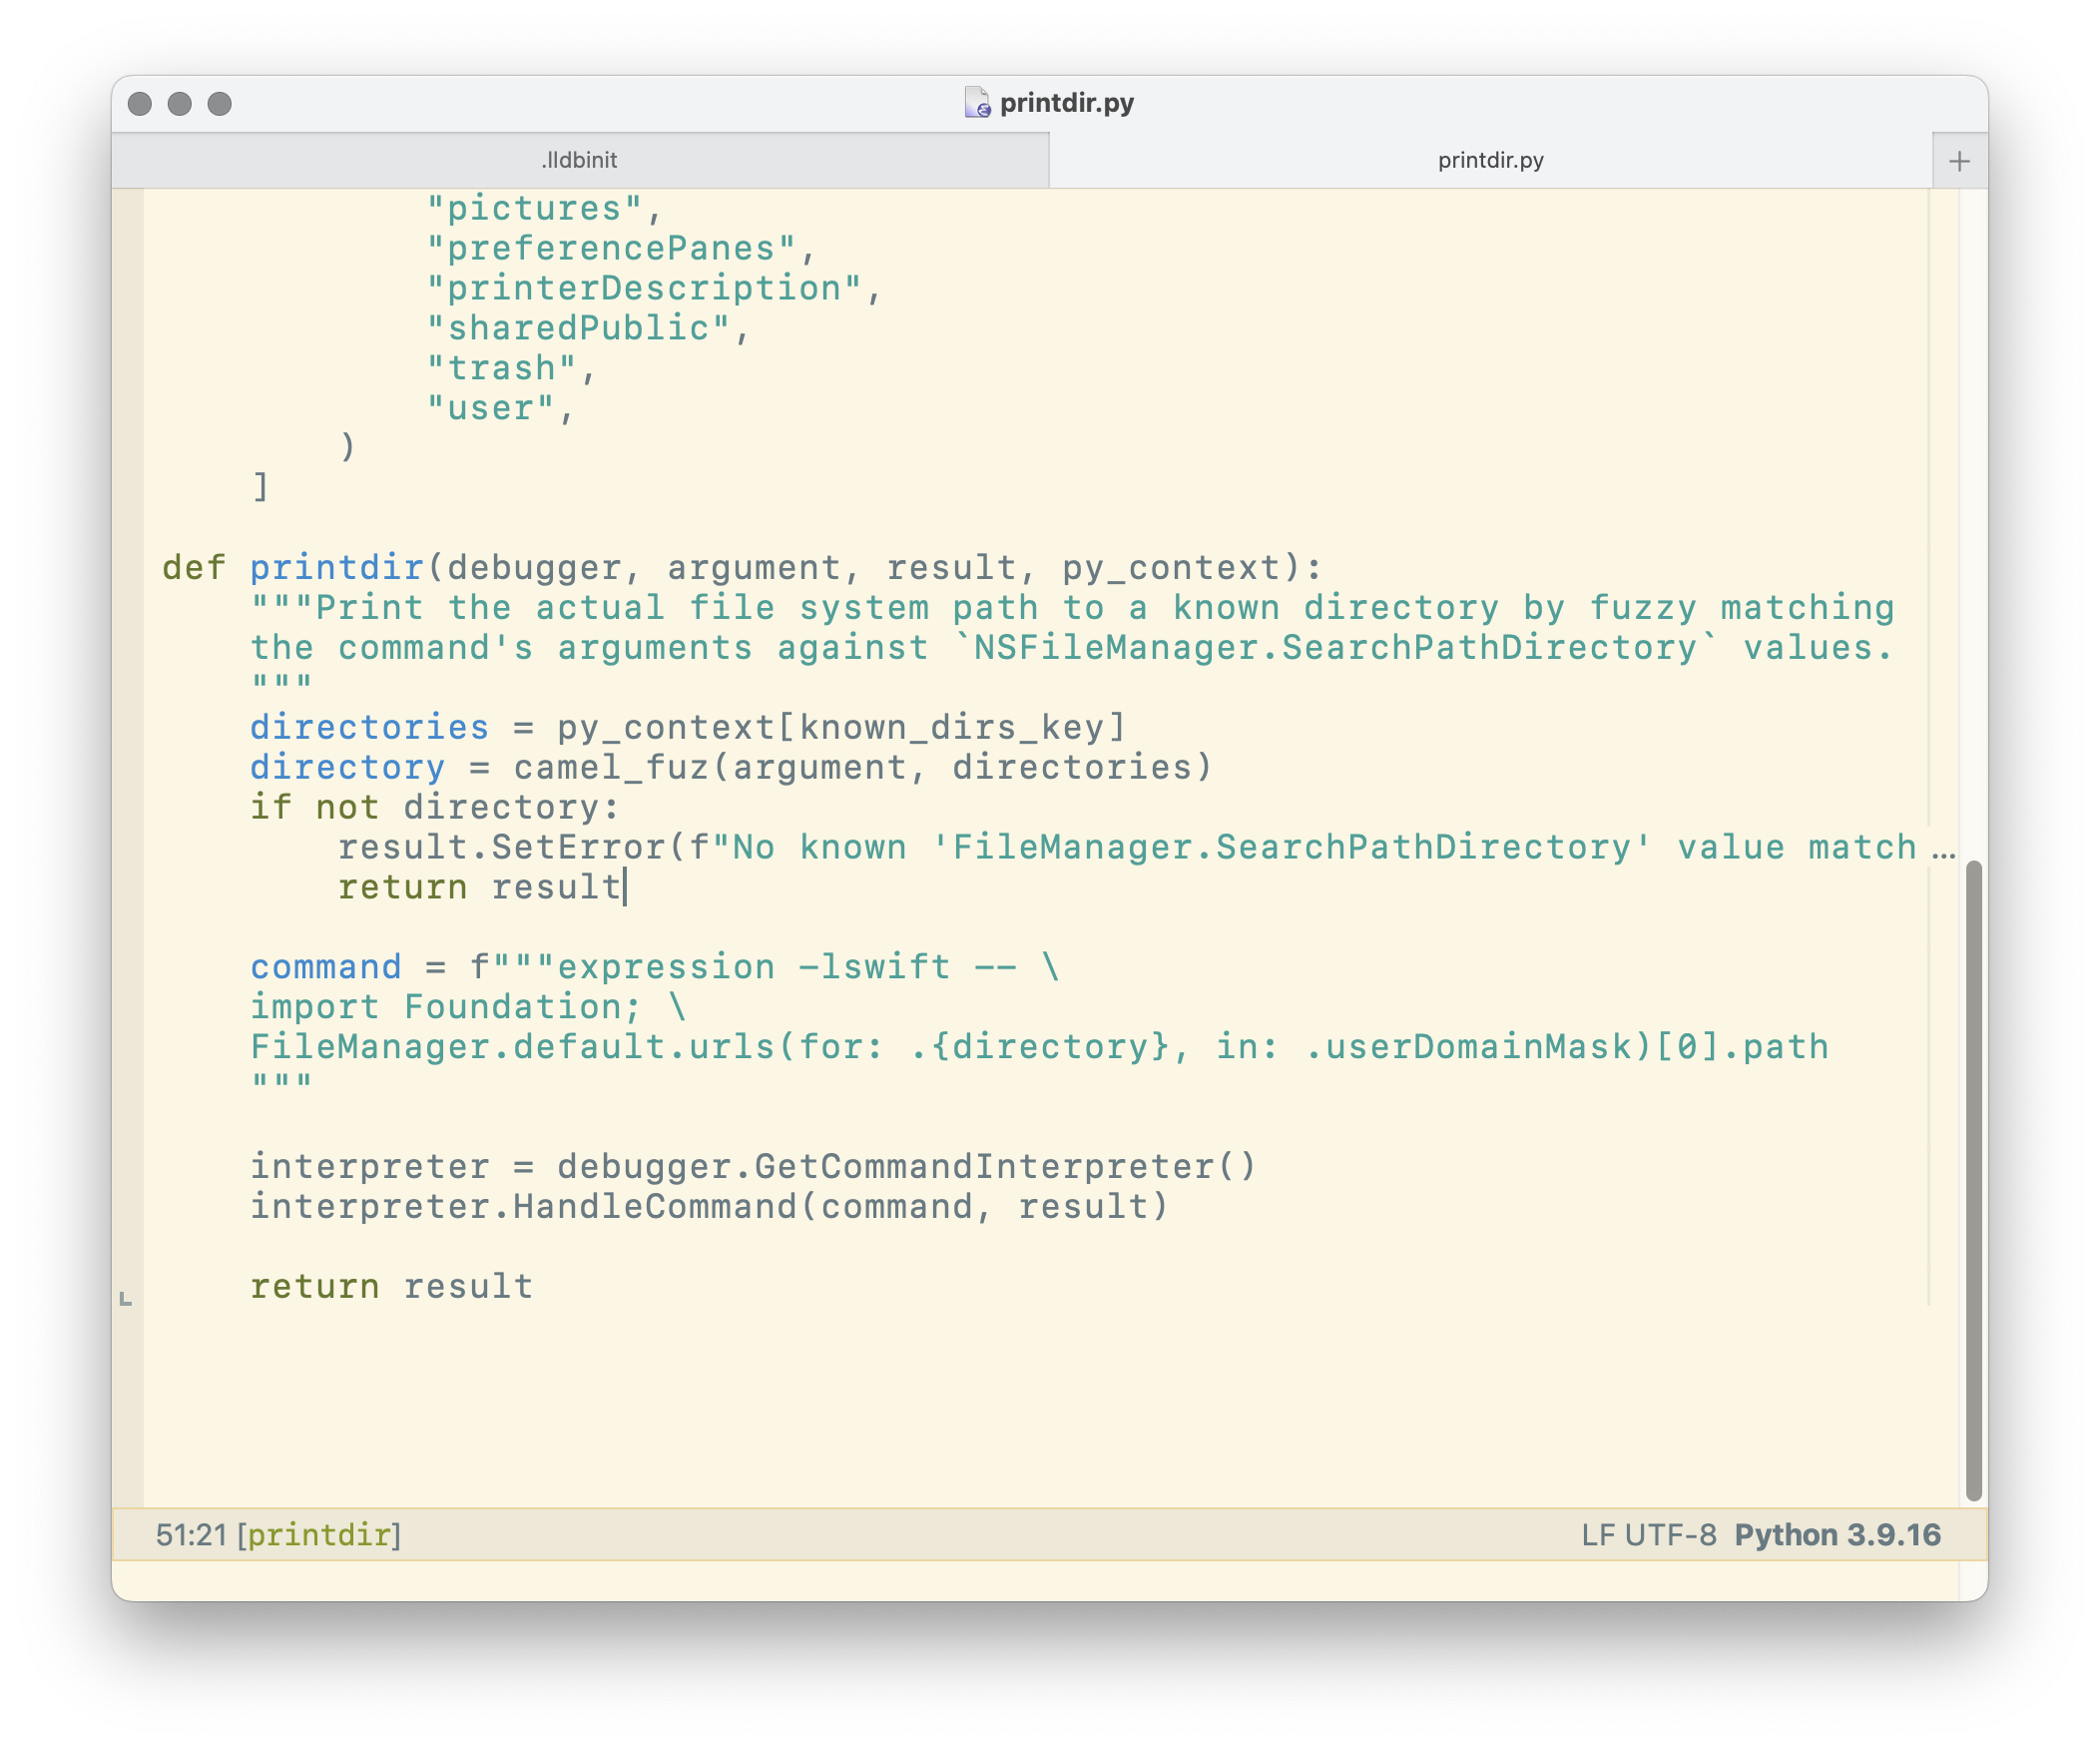 printdir.py
.lldbinit
printdir.py
+
            "pictures",
            "preferencePanes",
            "printerDescription",
            "sharedPublic",
            "trash",
            "user",
        )
    ]

def printdir(debugger, argument, result, py_context):
    """Print the actual file system path to a known directory by fuzzy matching
    the command's arguments against `NSFileManager.SearchPathDirectory` values.
    """
    directories = py_context[known_dirs_key]
    directory = camel_fuz(argument, directories)
    if not directory:
        result.SetError(f"No known 'FileManager.SearchPathDirectory' value match…
        return result

    command = f"""expression -lswift -- \
    import Foundation; \
    FileManager.default.urls(for: .{directory}, in: .userDomainMask)[0].path
    """

    interpreter = debugger.GetCommandInterpreter()
    interpreter.HandleCommand(command, result)

    return result
51:21 [printdir]
LF UTF-8 Python 3.9.16